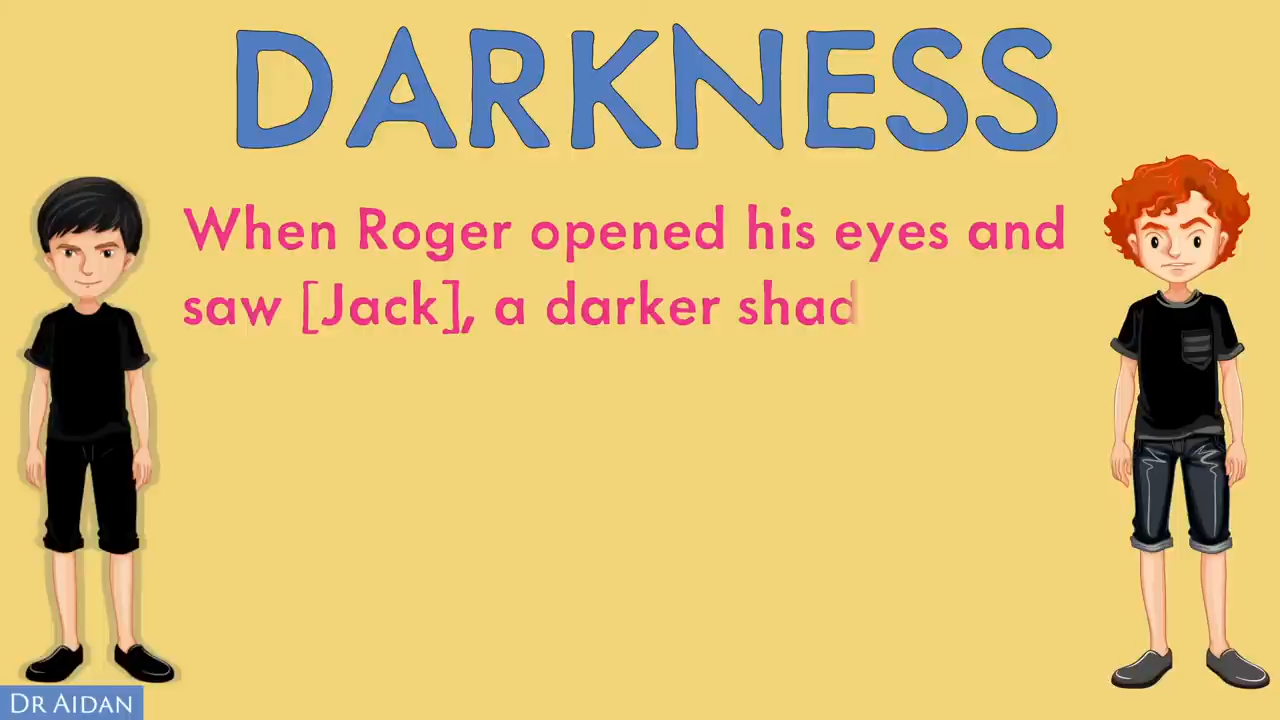 DARKNESS
When Roger opened his eyes and
saw [Jack], a darker shad
DR AIDAN